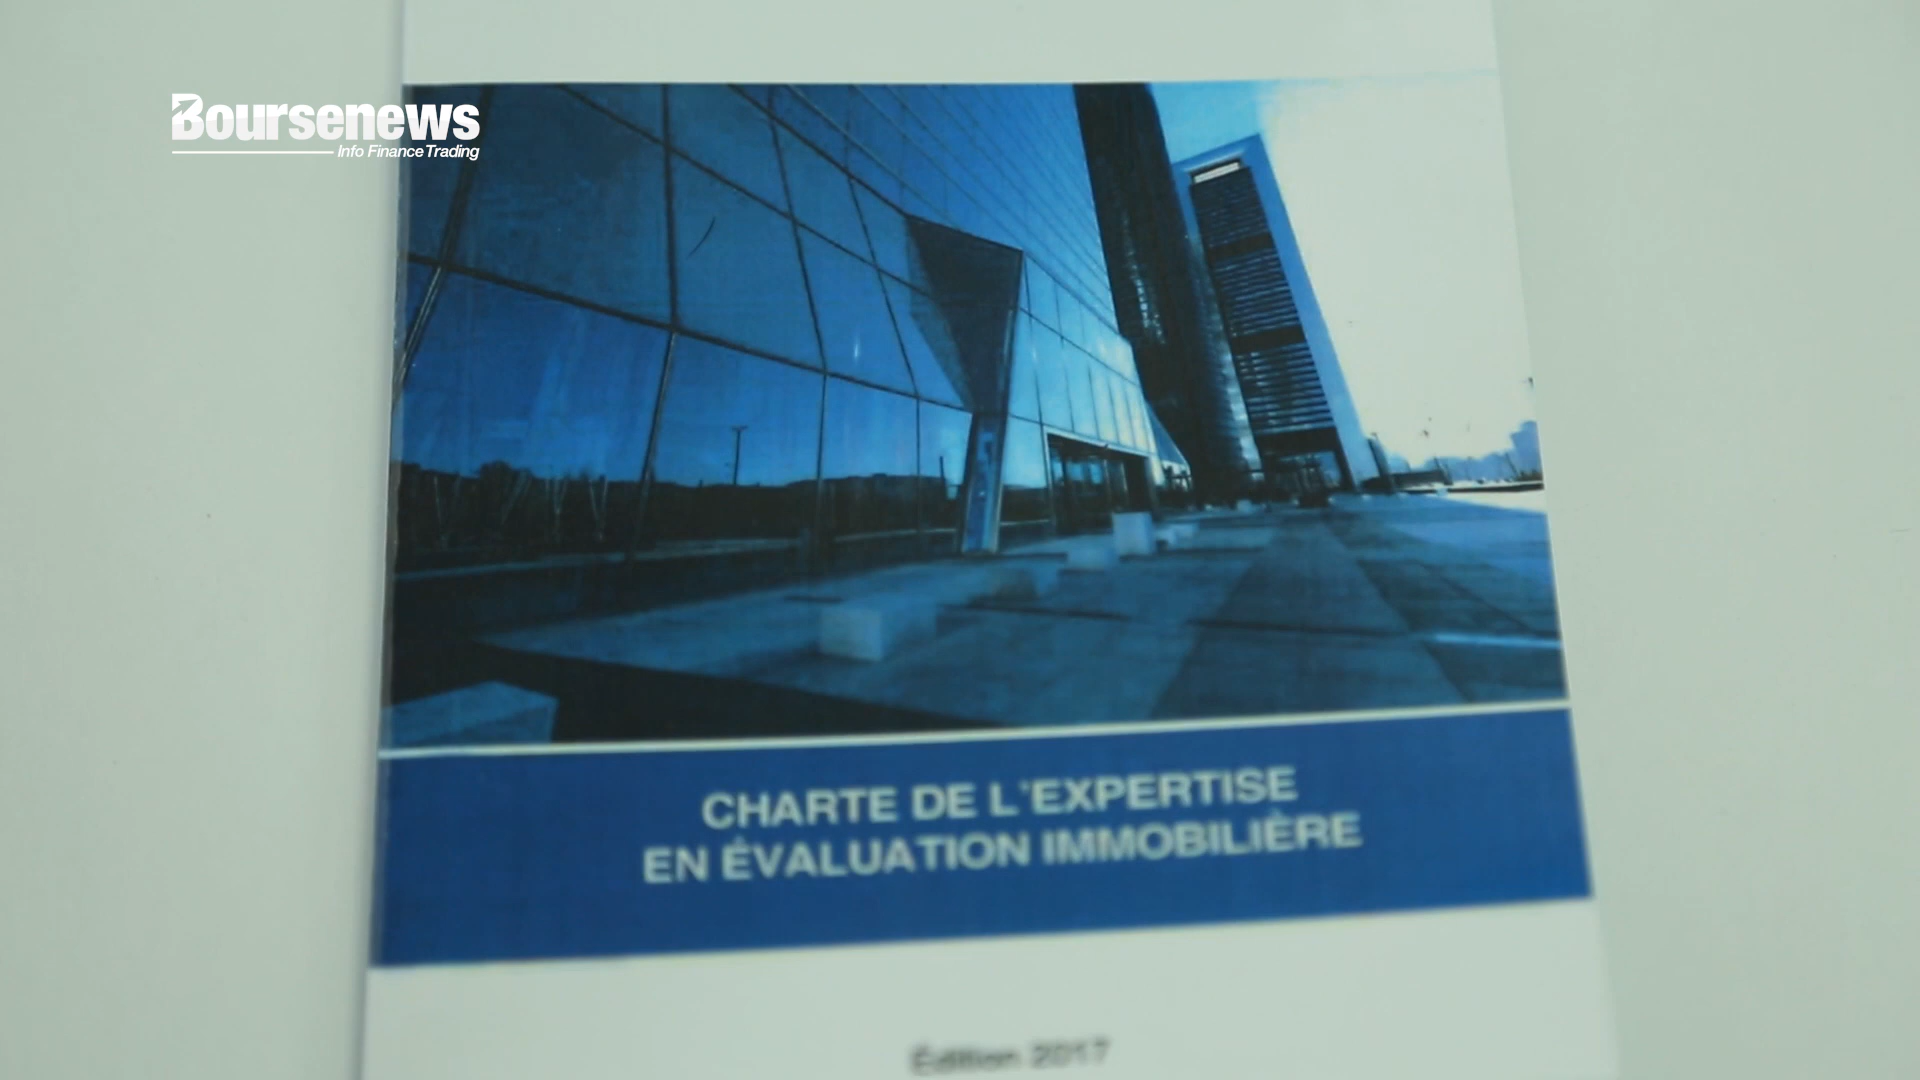 Boursenews
Info Finance Trading
CHARTE DE L'EXPERTISE
EN ÉVALUATION IMMOBILIÈRE
Édition 2017